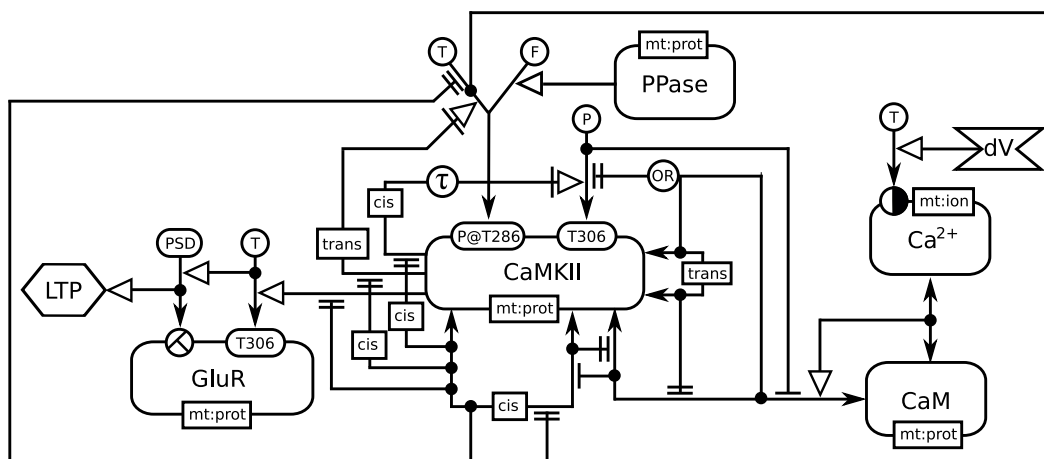 T
F
mt:prot
PPase
P
T
dV
τ
OR
cis
mt:ion
Ca2+
PSD
T
trans
P@T286
T306
CaMKII
trans
LTP
mt:prot
cis
cis
T306
GluR
mt:prot
cis
CaM
mt:prot